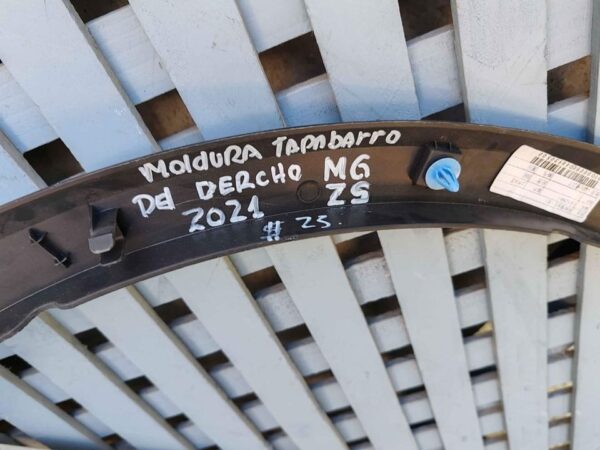 MOLDURA TAPABARRO
DEL DERCHO MG
2021 ZS
# 25.